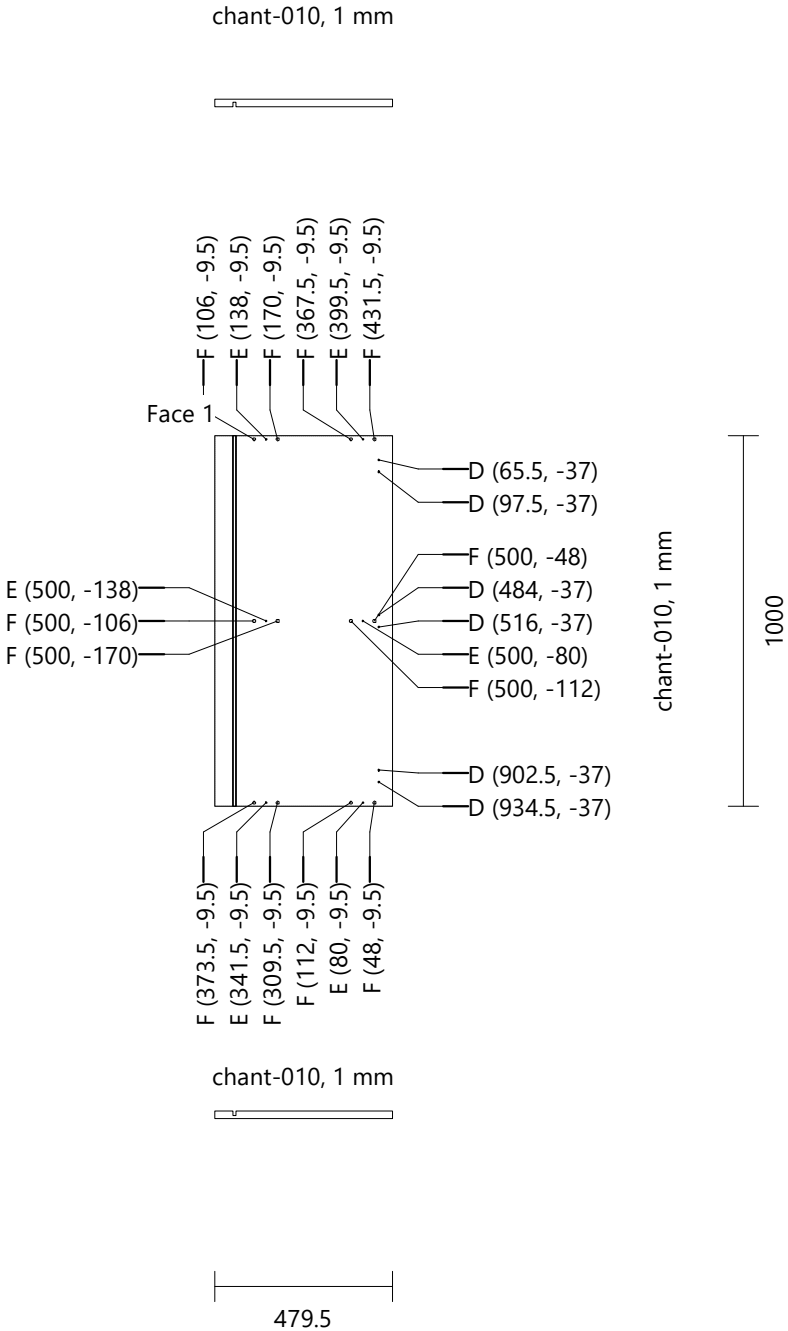 chant-010, 1 mm
F (106, -9.5)
E (138, -9.5)
F (170, -9.5)
F (367.5, -9.5)
E (399.5, -9.5)
F (431.5, -9.5)
Face 1
D (65.5, -37)
D (97.5, -37)
F (500, -48)
D (484, -37)
D (516, -37)
E (500, -80)
F (500, -112)
E (500, -138)
F (500, -106)
F (500, -170)
chant-010, 1 mm
1000
D (902.5, -37)
D (934.5, -37)
F (373.5, -9.5)
E (341.5, -9.5)
F (309.5, -9.5)
F (112, -9.5)
E (80, -9.5)
F (48, -9.5)
chant-010, 1 mm
479.5